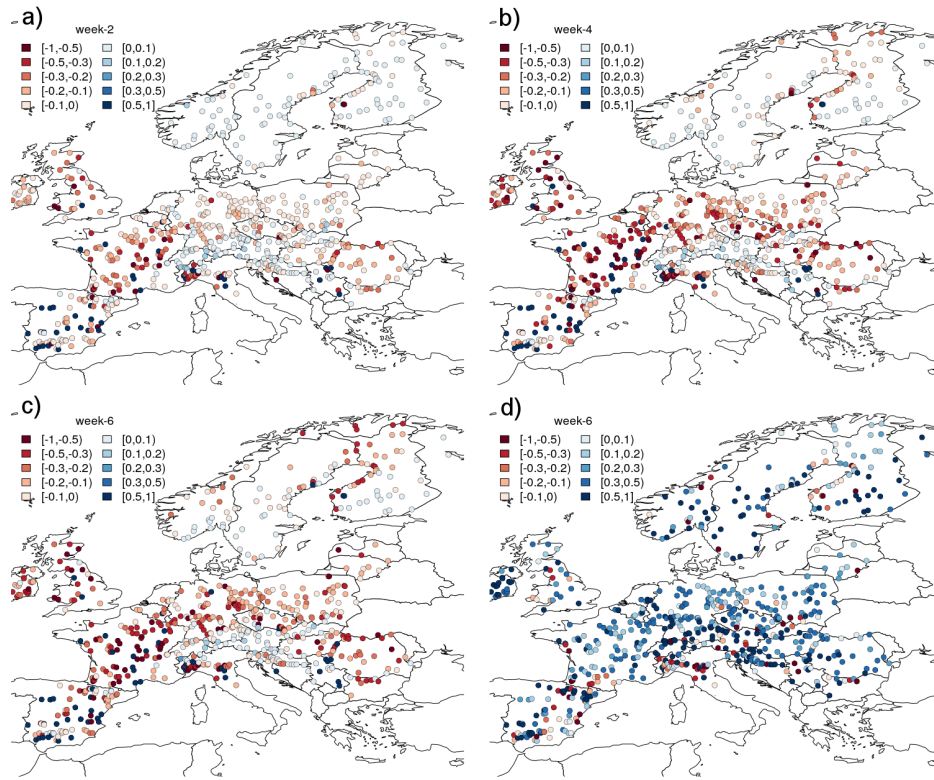 a)
week-2
[-1,-0.5) [0,0.1)
[-0.5,-0.3) [0.1,0.2)
[-0.3,-0.2) [0.2,0.3)
[-0.2,-0.1) [0.3,0.5)
[-0.1,0) [0.5,1]
b)
week-4
[-1,-0.5) [0,0.1)
[-0.5,-0.3) [0.1,0.2)
[-0.3,-0.2) [0.2,0.3)
[-0.2,-0.1) [0.3,0.5)
[-0.1,0) [0.5,1]
c)
week-6
[-1,-0.5) [0,0.1)
[-0.5,-0.3) [0.1,0.2)
[-0.3,-0.2) [0.2,0.3)
[-0.2,-0.1) [0.3,0.5)
[-0.1,0) [0.5,1]
d)
week-6
[-1,-0.5) [0,0.1)
[-0.5,-0.3) [0.1,0.2)
[-0.3,-0.2) [0.2,0.3)
[-0.2,-0.1) [0.3,0.5)
[-0.1,0) [0.5,1]